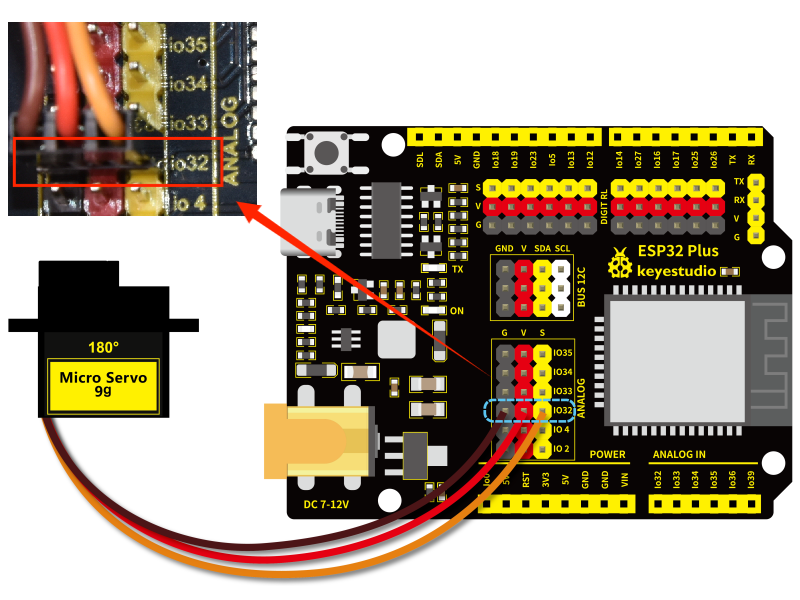 io35
io34
io33
io32
io 4
ANALOG
180°
Micro Servo
9g
SDL
SDA
5V
GND
Io18
Io19
Io23
Io5
Io13
Io12
Io14
Io27
Io16
Io17
Io25
Io26
TX
RX
S
V
G
DIGIT RL
TX
RX
V
G
GND V SDA SCL
BUS 12C
ESP32 Plus
keyestudio
TX
ON
G V S
IO35
IO34
IO33
IO32
IO 4
IO 2
ANALOG
POWER
ANALOG IN
RST
3V3
5V
GND
GND
VIN
Io32
Io33
Io34
Io35
Io36
Io39
DC 7-12V